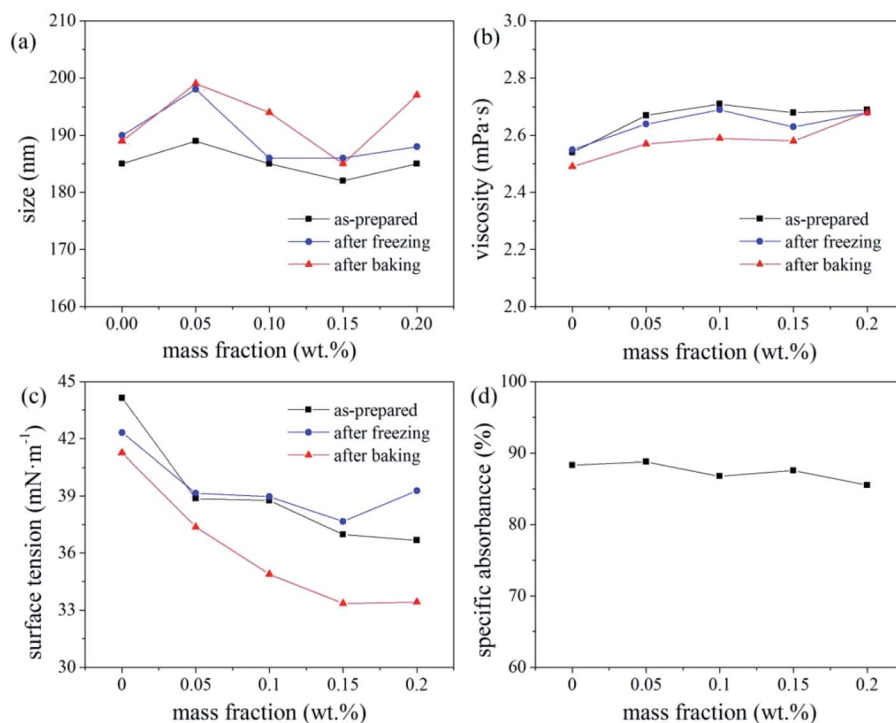 (a)
210
200
190
180
170
160
size (nm)
as-prepared
after freezing
after baking
0.00 0.05 0.10 0.15 0.20
mass fraction (wt.%)
(b)
3.0
2.8
2.6
2.4
2.2
2.0
viscosity (mPa·s)
as-prepared
after freezing
after baking
0 0.05 0.1 0.15 0.2
mass fraction (wt.%)
(c)
45
42
39
36
33
30
surface tension (mN·m⁻¹)
as-prepared
after freezing
after baking
0 0.05 0.1 0.15 0.2
mass fraction (wt.%)
(d)
100
90
80
70
60
specific absorbancce (%)
0 0.05 0.1 0.15 0.2
mass fraction (wt.%)